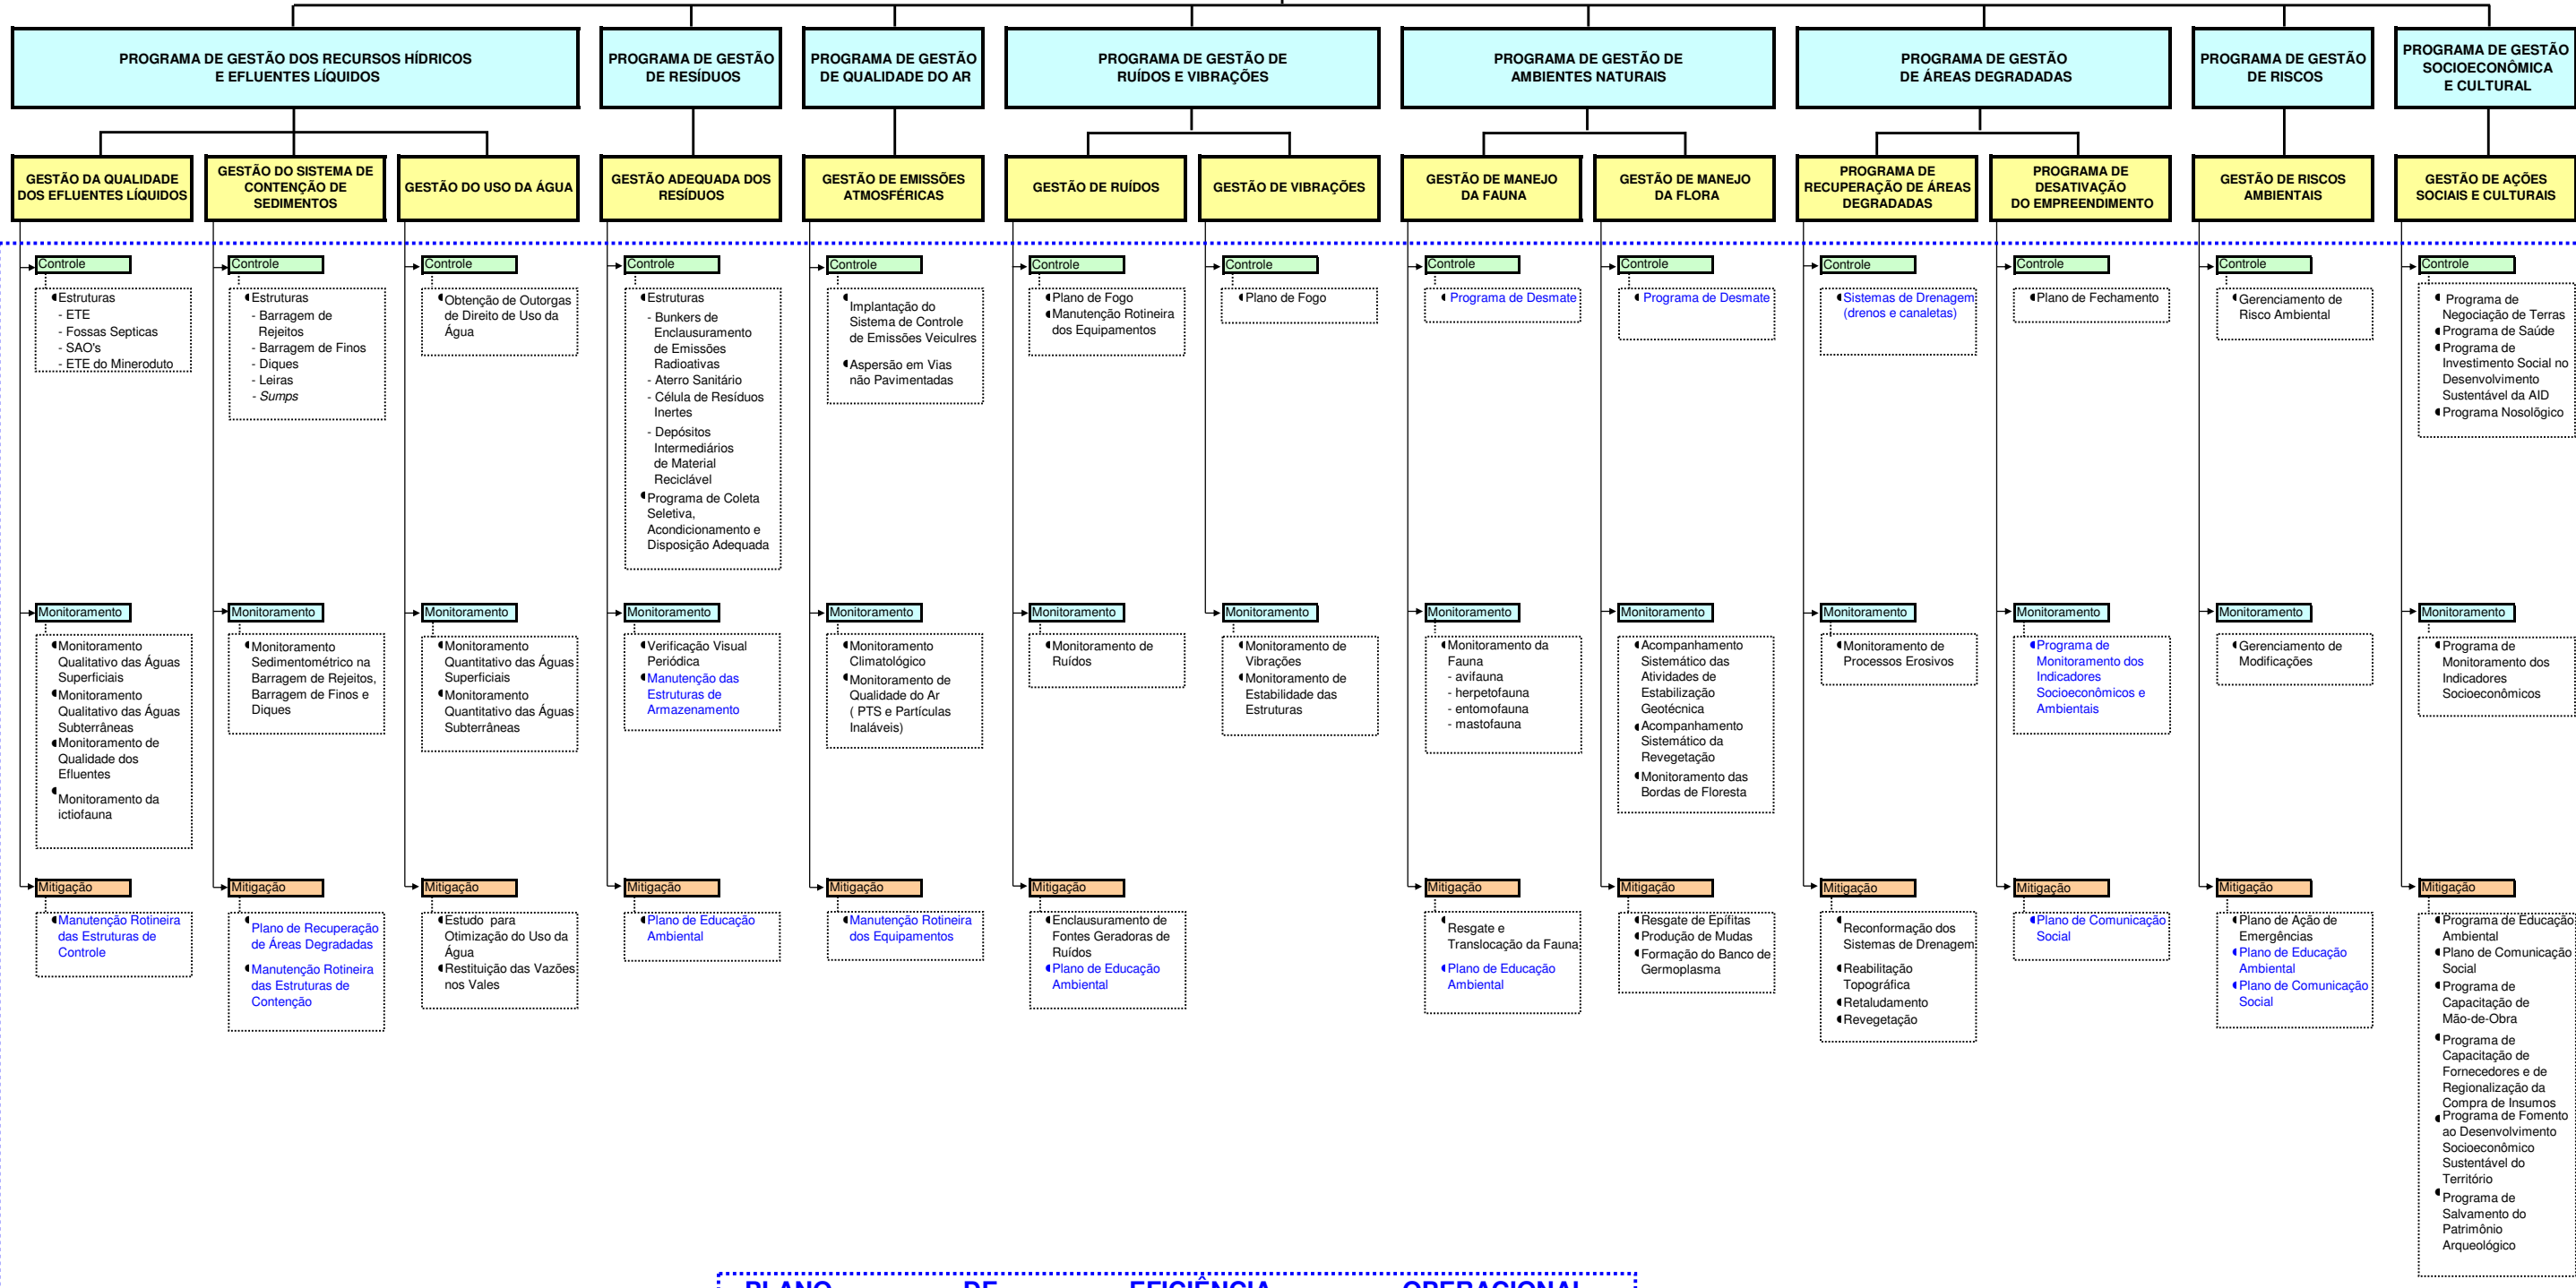 PROGRAMA DE GESTÃO DOS RECURSOS HÍDRICOS
E EFLUENTES LÍQUIDOS
PROGRAMA DE GESTÃO
DE RESÍDUOS
PROGRAMA DE GESTÃO
DE QUALIDADE DO AR
PROGRAMA DE GESTÃO DE
RUÍDOS E VIBRAÇÕES
PROGRAMA DE GESTÃO DE
AMBIENTES NATURAIS
PROGRAMA DE GESTÃO
DE ÁREAS DEGRADADAS
PROGRAMA DE GESTÃO
DE RISCOS
PROGRAMA DE GESTÃO
SOCIOECONÔMICA
E CULTURAL
GESTÃO DA QUALIDADE
DOS EFLUENTES LÍQUIDOS
GESTÃO DO SISTEMA DE
CONTENÇÃO DE
SEDIMENTOS
GESTÃO DO USO DA ÁGUA
GESTÃO ADEQUADA DOS
RESÍDUOS
GESTÃO DE EMISSÕES
ATMOSFÉRICAS
GESTÃO DE RUÍDOS
GESTÃO DE VIBRAÇÕES
GESTÃO DE MANEJO
DA FAUNA
GESTÃO DE MANEJO
DA FLORA
PROGRAMA DE
RECUPERAÇÃO DE ÁREAS
DEGRADADAS
PROGRAMA DE
DESATIVAÇÃO
DO EMPREENDIMENTO
GESTÃO DE RISCOS
AMBIENTAIS
GESTÃO DE AÇÕES
SOCIAIS E CULTURAIS
Controle
Estruturas
- ETE
- Fossas Septicas
- SAO's
- ETE do Mineroduto
Controle
Estruturas
- Barragem de
Rejeitos
- Barragem de Finos
- Diques
- Leiras
- Sumps
Controle
Obtenção de Outorgas
de Direito de Uso da
Água
Controle
Estruturas
- Bunkers de
Enclausuramento
de Emissões
Radioativas
- Aterro Sanitário
- Célula de Resíduos
Inertes
- Depósitos
Intermediários
de Material
Reciclável
Programa de Coleta
Seletiva,
Acondicionamento e
Disposição Adequada
Controle
Implantação do
Sistema de Controle
de Emissões Veiculres
Aspersão em Vias
não Pavimentadas
Controle
Plano de Fogo
Manutenção Rotineira
dos Equipamentos
Controle
Plano de Fogo
Controle
Programa de Desmate
Controle
Programa de Desmate
Controle
Sistemas de Drenagem
(drenos e canaletas)
Controle
Plano de Fechamento
Controle
Gerenciamento de
Risco Ambiental
Controle
Programa de
Negociação de Terras
Programa de Saúde
Programa de
Investimento Social no
Desenvolvimento
Sustentável da AID
Programa Nosolõgico
Monitoramento
Monitoramento
Qualitativo das Águas
Superficiais
Monitoramento
Qualitativo das Águas
Subterrâneas
Monitoramento de
Qualidade dos
Efluentes
Monitoramento da
ictiofauna
Monitoramento
Monitoramento
Sedimentométrico na
Barragem de Rejeitos,
Barragem de Finos e
Diques
Monitoramento
Monitoramento
Quantitativo das Águas
Superficiais
Monitoramento
Quantitativo das Águas
Subterrâneas
Monitoramento
Verificação Visual
Periódica
Manutenção das
Estruturas de
Armazenamento
Monitoramento
Monitoramento
Climatológico
Monitoramento de
Qualidade do Ar
( PTS e Partículas
Inaláveis)
Monitoramento
Monitoramento de
Ruídos
Monitoramento
Monitoramento de
Vibrações
Monitoramento de
Estabilidade das
Estruturas
Monitoramento
Monitoramento da
Fauna
- avifauna
- herpetofauna
- entomofauna
- mastofauna
Monitoramento
Acompanhamento
Sistemático das
Atividades de
Estabilização
Geotécnica
Acompanhamento
Sistemático da
Revegetação
Monitoramento das
Bordas de Floresta
Monitoramento
Monitoramento de
Processos Erosivos
Monitoramento
Programa de
Monitoramento dos
Indicadores
Socioeconômicos e
Ambientais
Monitoramento
Gerenciamento de
Modificações
Monitoramento
Programa de
Monitoramento dos
Indicadores
Socioeconômicos
Mitigação
Manutenção Rotineira
das Estruturas de
Controle
Mitigação
Plano de Recuperação
de Áreas Degradadas
Manutenção Rotineira
das Estruturas de
Contenção
Mitigação
Estudo para
Otimização do Uso da
Água
Restituição das Vazões
nos Vales
Mitigação
Plano de Educação
Ambiental
Mitigação
Manutenção Rotineira
dos Equipamentos
Mitigação
Enclausuramento de
Fontes Geradoras de
Ruídos
Plano de Educação
Ambiental
Mitigação
Resgate e
Translocação da Fauna
Plano de Educação
Ambiental
Mitigação
Resgate de Epífitas
Produção de Mudas
Formação do Banco de
Germoplasma
Mitigação
Reconformação dos
Sistemas de Drenagem
Reabilitação
Topográfica
Retaludamento
Revegetação
Mitigação
Plano de Comunicação
Social
Mitigação
Plano de Ação de
Emergências
Plano de Educação
Ambiental
Plano de Comunicação
Social
Mitigação
Programa de Educação
Ambiental
Plano de Comunicação
Social
Programa de
Capacitação de
Mão-de-Obra
Programa de
Capacitação de
Fornecedores e de
Regionalização da
Compra de Insumos
Programa de Fomento
ao Desenvolvimento
Socioeconômico
Sustentável do
Território
Programa de
Salvamento do
Patrimônio
Arqueológico
PLANO DE EFICIÊNCIA OPERACIONAL